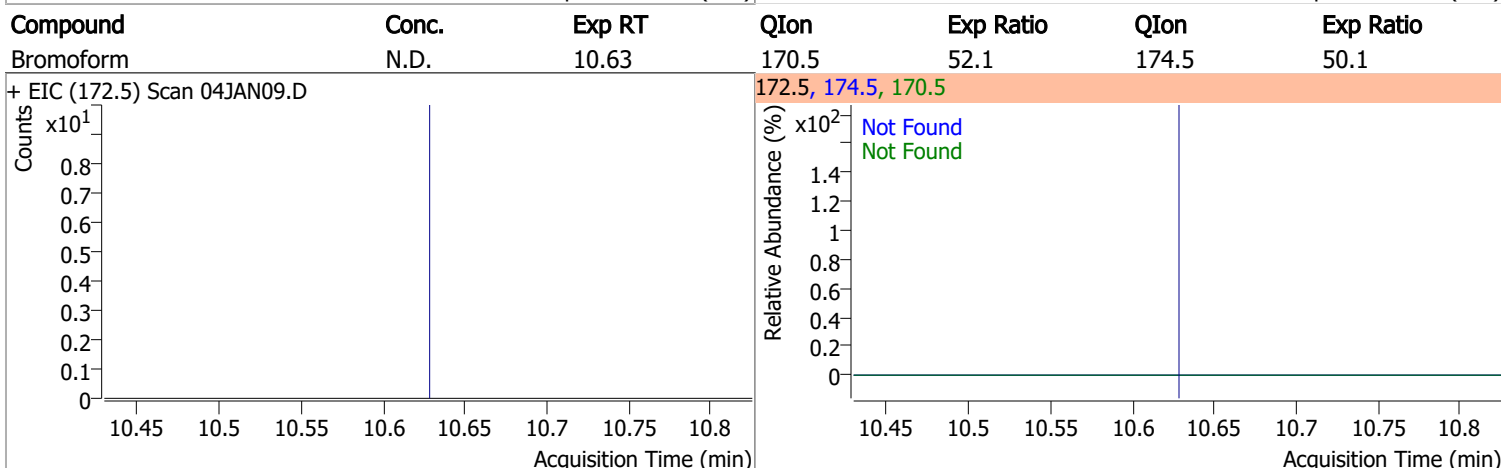 Compound Conc. Exp RT QIon Exp Ratio QIon Exp Ratio
Bromoform N.D. 10.63 170.5 52.1 174.5 50.1
+ EIC (172.5) Scan 04JAN09.D
Counts
x10¹
0.8
0.7
0.6
0.5
0.4
0.3
0.2
0.1
0
10.45 10.5 10.55 10.6 10.65 10.7 10.75 10.8
Acquisition Time (min)
172.5, 174.5, 170.5
Relative Abundance (%)
x10²
Not Found
Not Found
1.4
1.2
1
0.8
0.6
0.4
0.2
0
10.45 10.5 10.55 10.6 10.65 10.7 10.75 10.8
Acquisition Time (min)